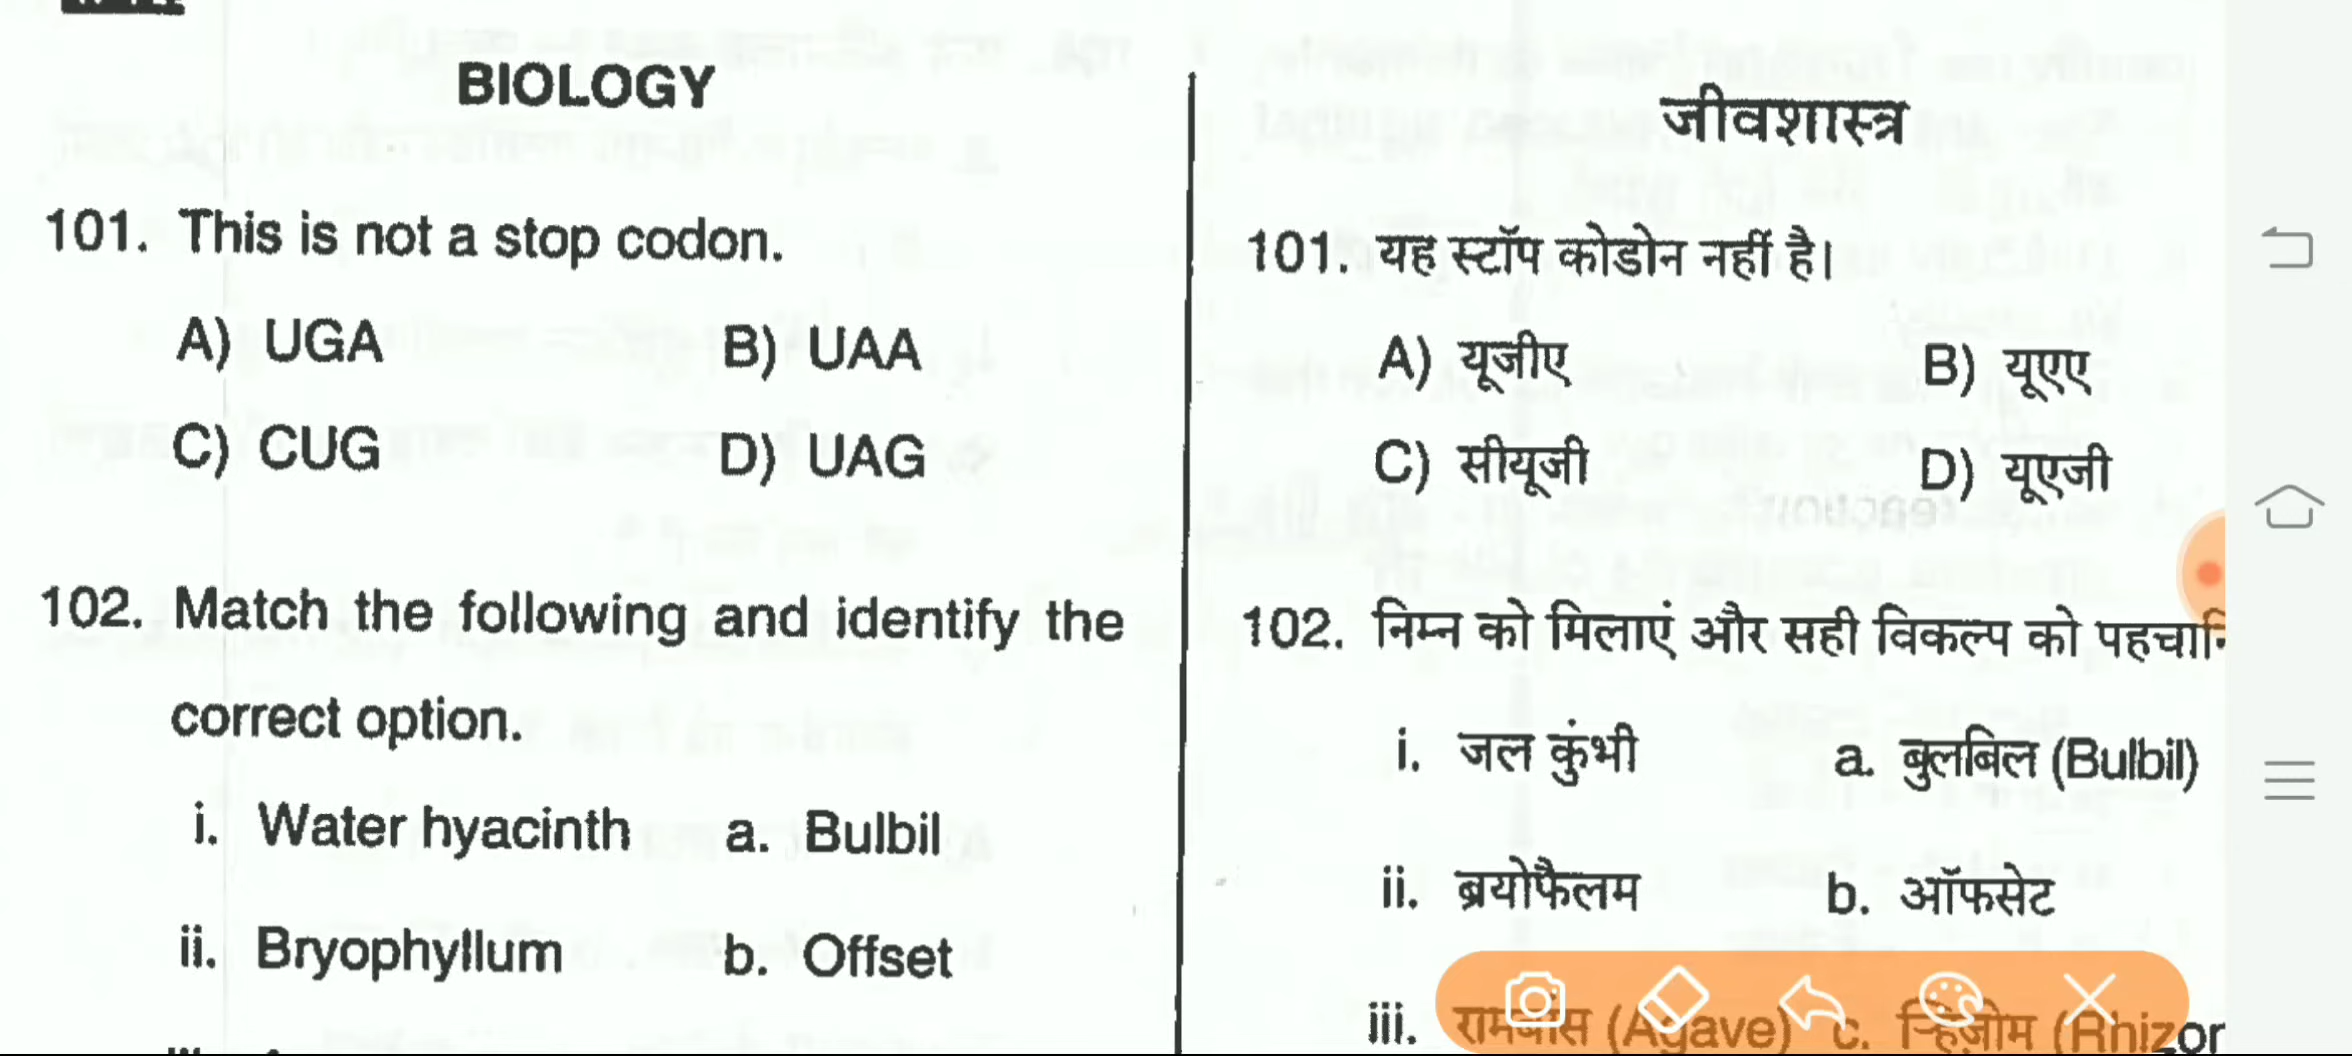 BIOLOGY
101. This is not a stop codon.
A) UGA B) UAA
C) CUG D) UAG
102. Match the following and identify the
correct option.
i. Water hyacinth a. Bulbil
ii. Bryophyllum b. Offset
जीवशास्त्र
101. यह स्टॉप कोडोन नहीं है।
A) यूजीए B) यूएए
C) सीयूजी D) यूएजी
102. निम्न को मिलाएं और सही विकल्प को
i. जल कुंभी a. बुलबिल (Bulbil)
ii. ब्रयोफैलम b. ऑफसेट
iii. (Agave) c.